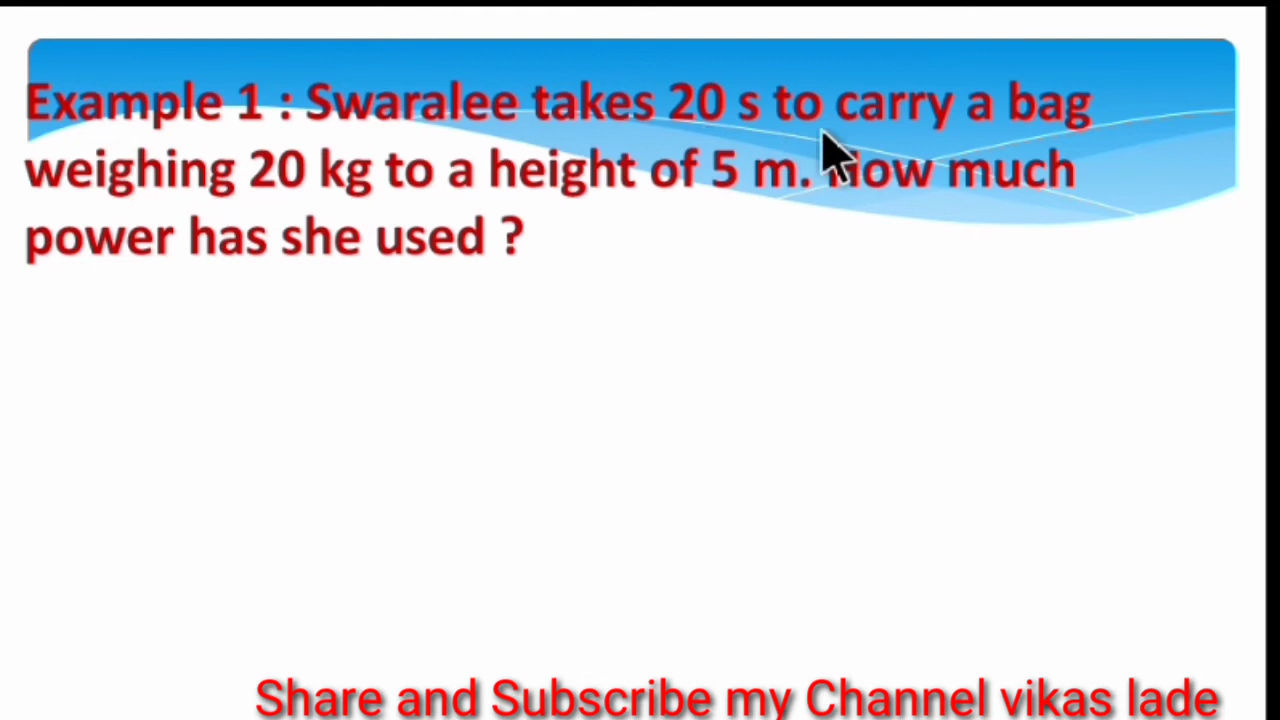 Example 1 : Swaralee takes 20 s to carry a bag
weighing 20 kg to a height of 5 m. How much
power has she used ?
Share and Subscribe my Channel vikas lade